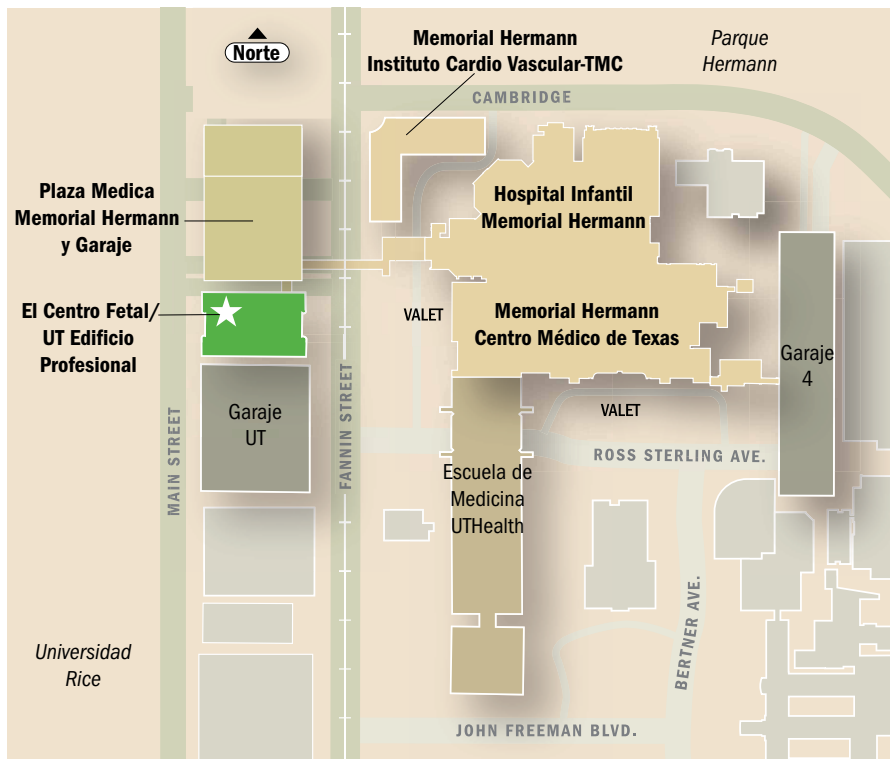 Norte
Memorial Hermann
Instituto Cardio Vascular-TMC
Parque
Hermann
CAMBRIDGE
Plaza Medica
Memorial Hermann
y Garaje
Hospital Infantil
Memorial Hermann
El Centro Fetal/
UT Edificio
Profesional
VALET
Memorial Hermann
Centro Médico de Texas
Garaje
4
Garaje
UT
VALET
MAIN STREET
FANNIN STREET
ROSS STERLING AVE.
Escuela de
Medicina
UTHealth
BERTNER AVE.
Universidad
Rice
JOHN FREEMAN BLVD.